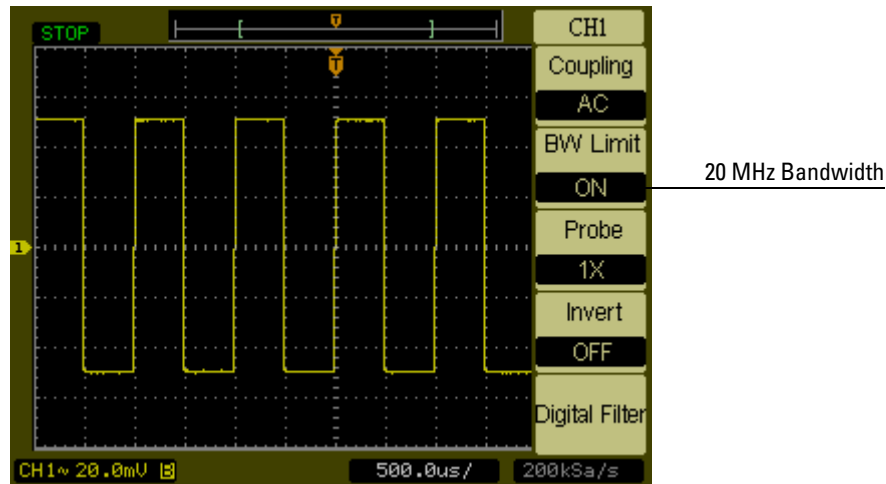 STOP
T
T
1
CH1
Coupling
AC
BW Limit
ON
20 MHz Bandwidth
Probe
1X
Invert
OFF
Digital Filter
CH1~ 20.0mV B
500.0us/
200kSa/s